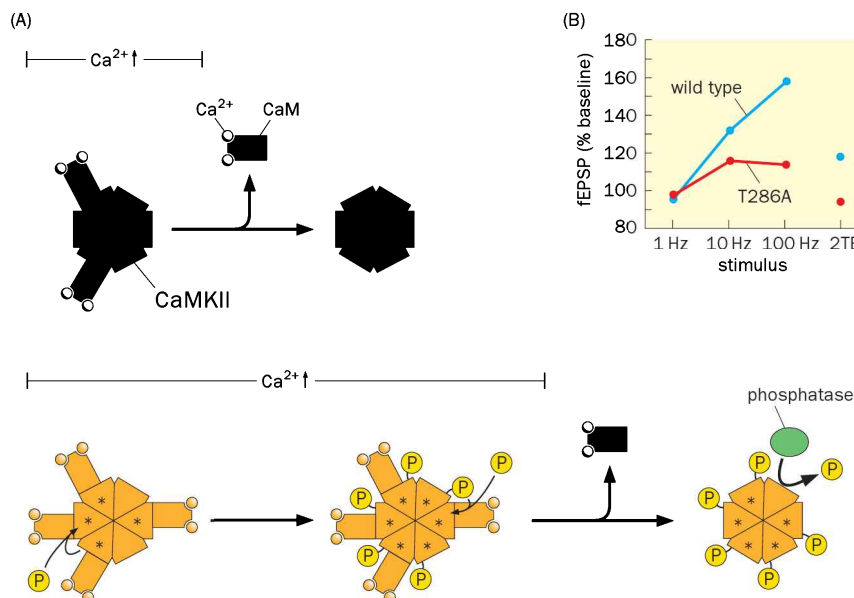 (A)
Ca2+↑
Ca2+
CaM
CaMKII
(B)
180
160
140
120
100
80
fEPSP (% baseline)
wild type
T286A
1 Hz
10 Hz
100 Hz
2TB
stimulus
Ca2+↑
* * * * * *
P
P
P
P
P
P
P
* * * * * *
phosphatase
P
P
P
P
P
P
* * * * * *